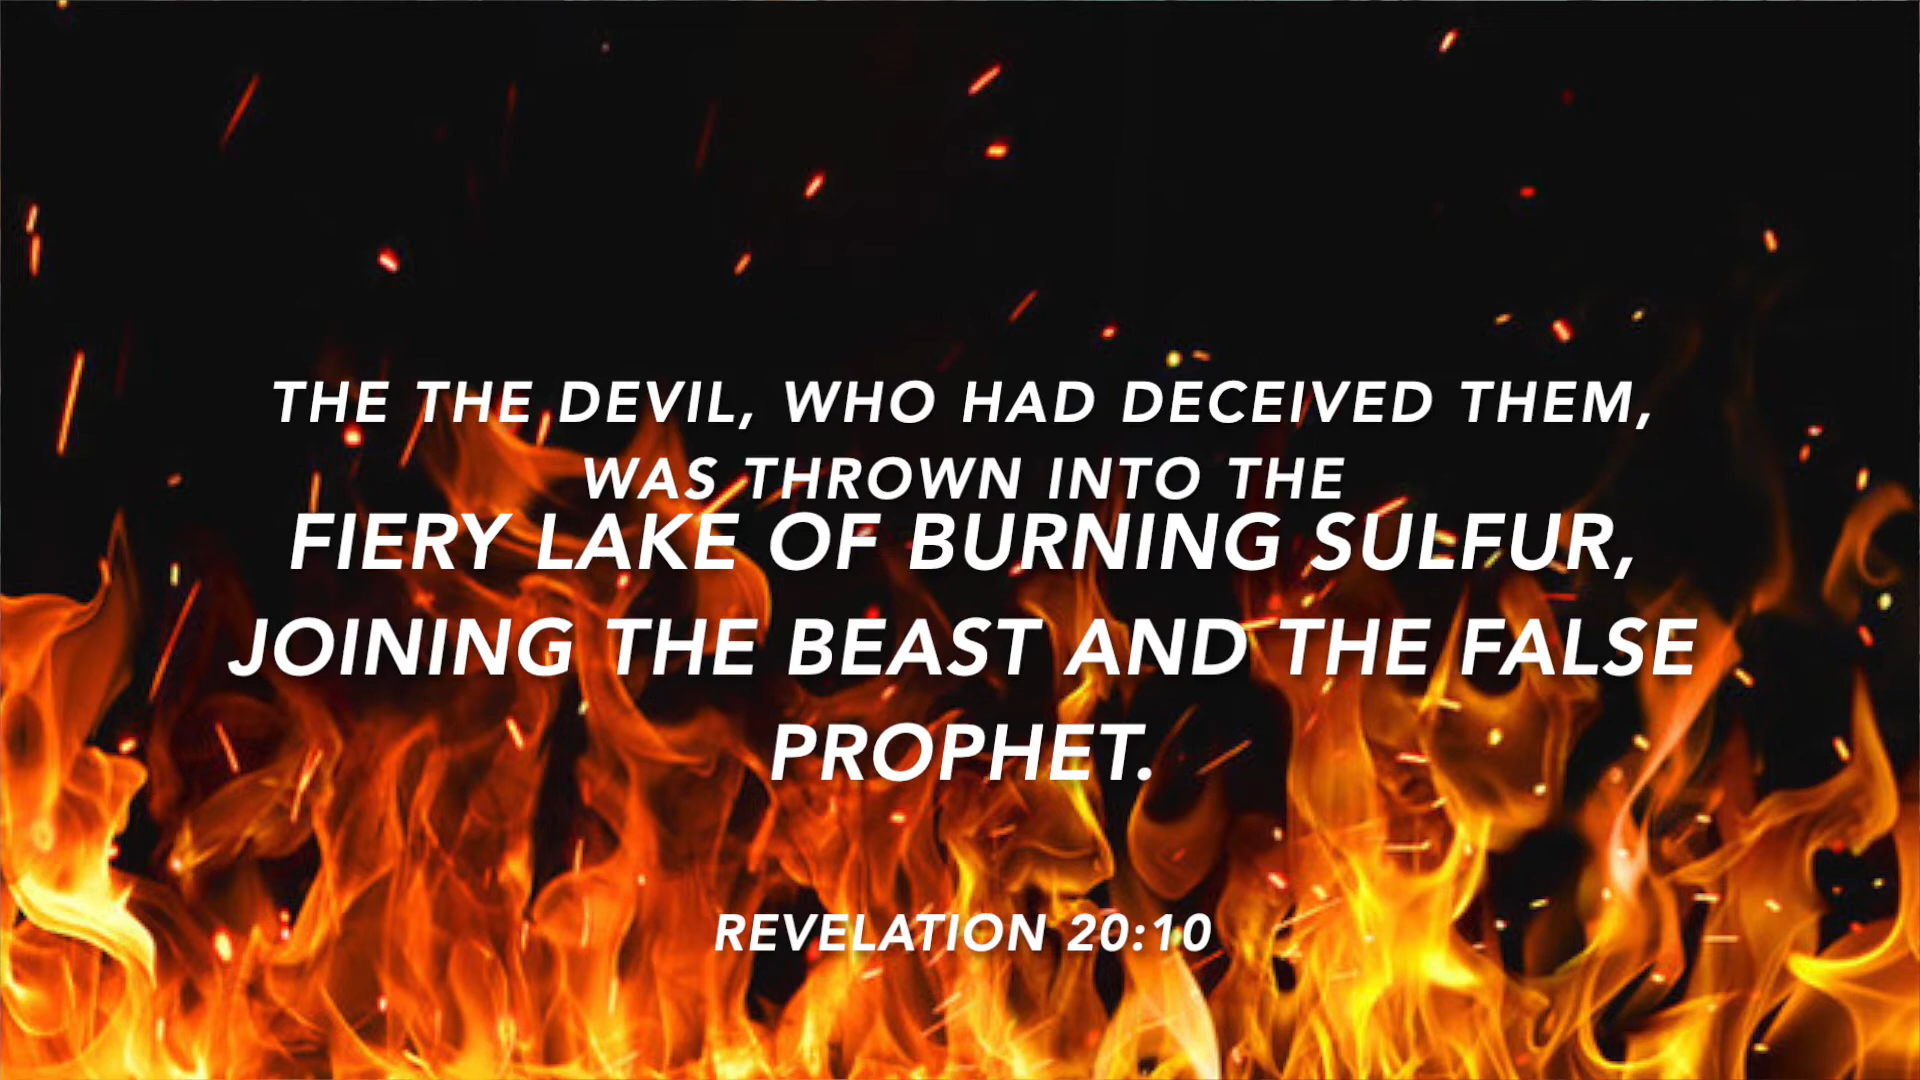 THE THE DEVIL, WHO HAD DECEIVED THEM,
WAS THROWN INTO THE
FIERY LAKE OF BURNING SULFUR,
JOINING THE BEAST AND THE FALSE
PROPHET.
REVELATION 20:10